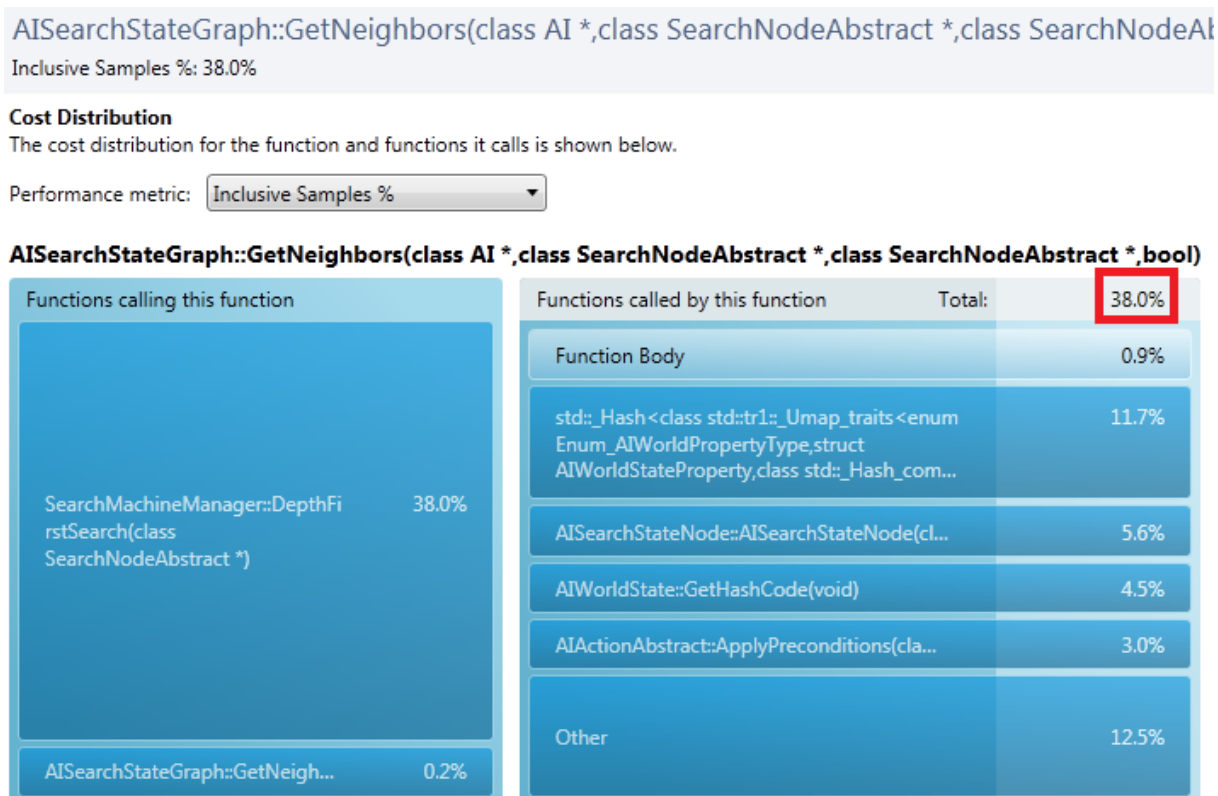 AISearchStateGraph::GetNeighbors(class AI *,class SearchNodeAbstract *,class SearchNodeAb
Inclusive Samples %: 38.0%
Cost Distribution
The cost distribution for the function and functions it calls is shown below.
Performance metric: Inclusive Samples %
AISearchStateGraph::GetNeighbors(class AI *,class SearchNodeAbstract *,class SearchNodeAbstract *,bool)
Functions calling this function
SearchMachineManager::DepthFi 38.0%
rstSearch(class
SearchNodeAbstract *)
AISearchStateGraph::GetNeigh... 0.2%
Functions called by this function Total: 38.0%
Function Body 0.9%
std::_Hash<class std::tr1::_Umap_traits<enum 11.7%
Enum_AIWorldPropertyType,struct
AIWorldStateProperty,class std::_Hash_com...
AISearchStateNode::AISearchStateNode(cl... 5.6%
AIWorldState::GetHashCode(void) 4.5%
AIActionAbstract::ApplyPreconditions(cla... 3.0%
Other 12.5%